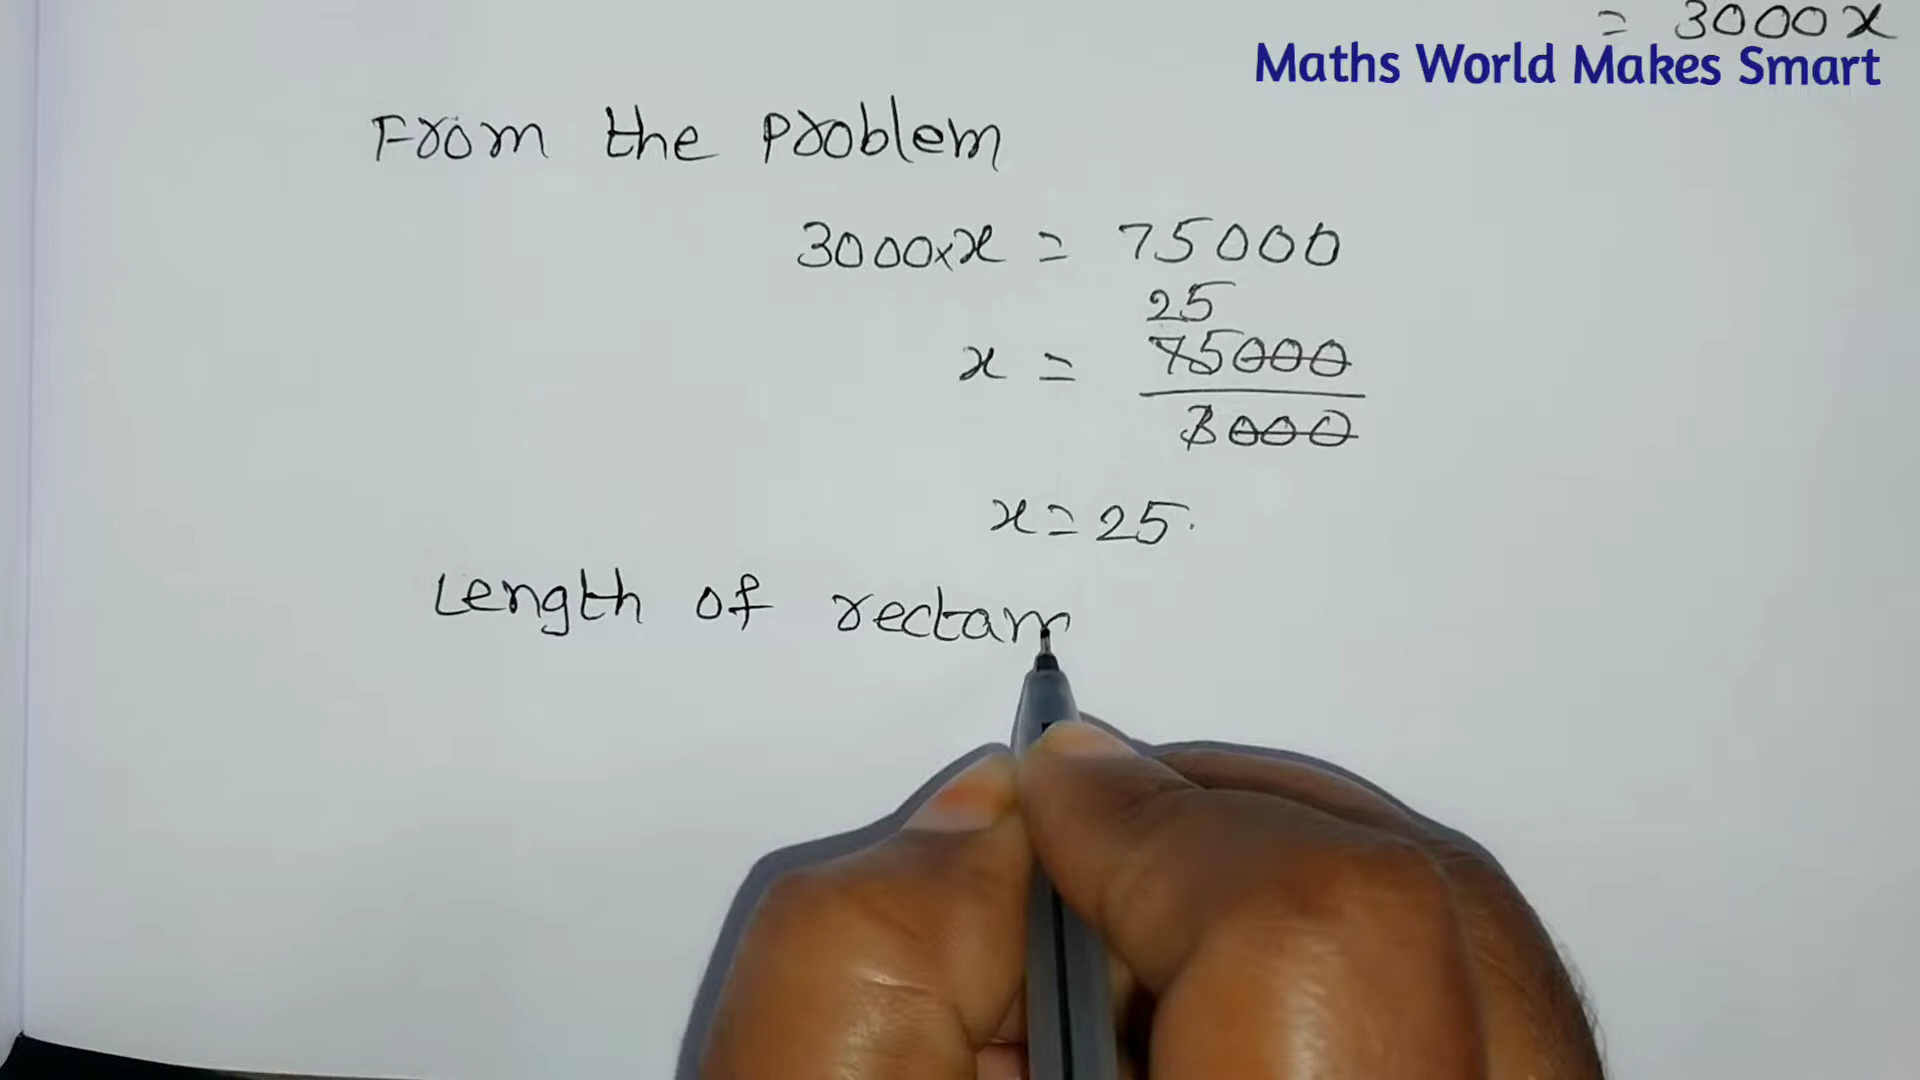 = 3000x
Maths World Makes Smart
From the problem
3000×x = 75000
25
x = 75000
3000
x = 25.
Length of rectan